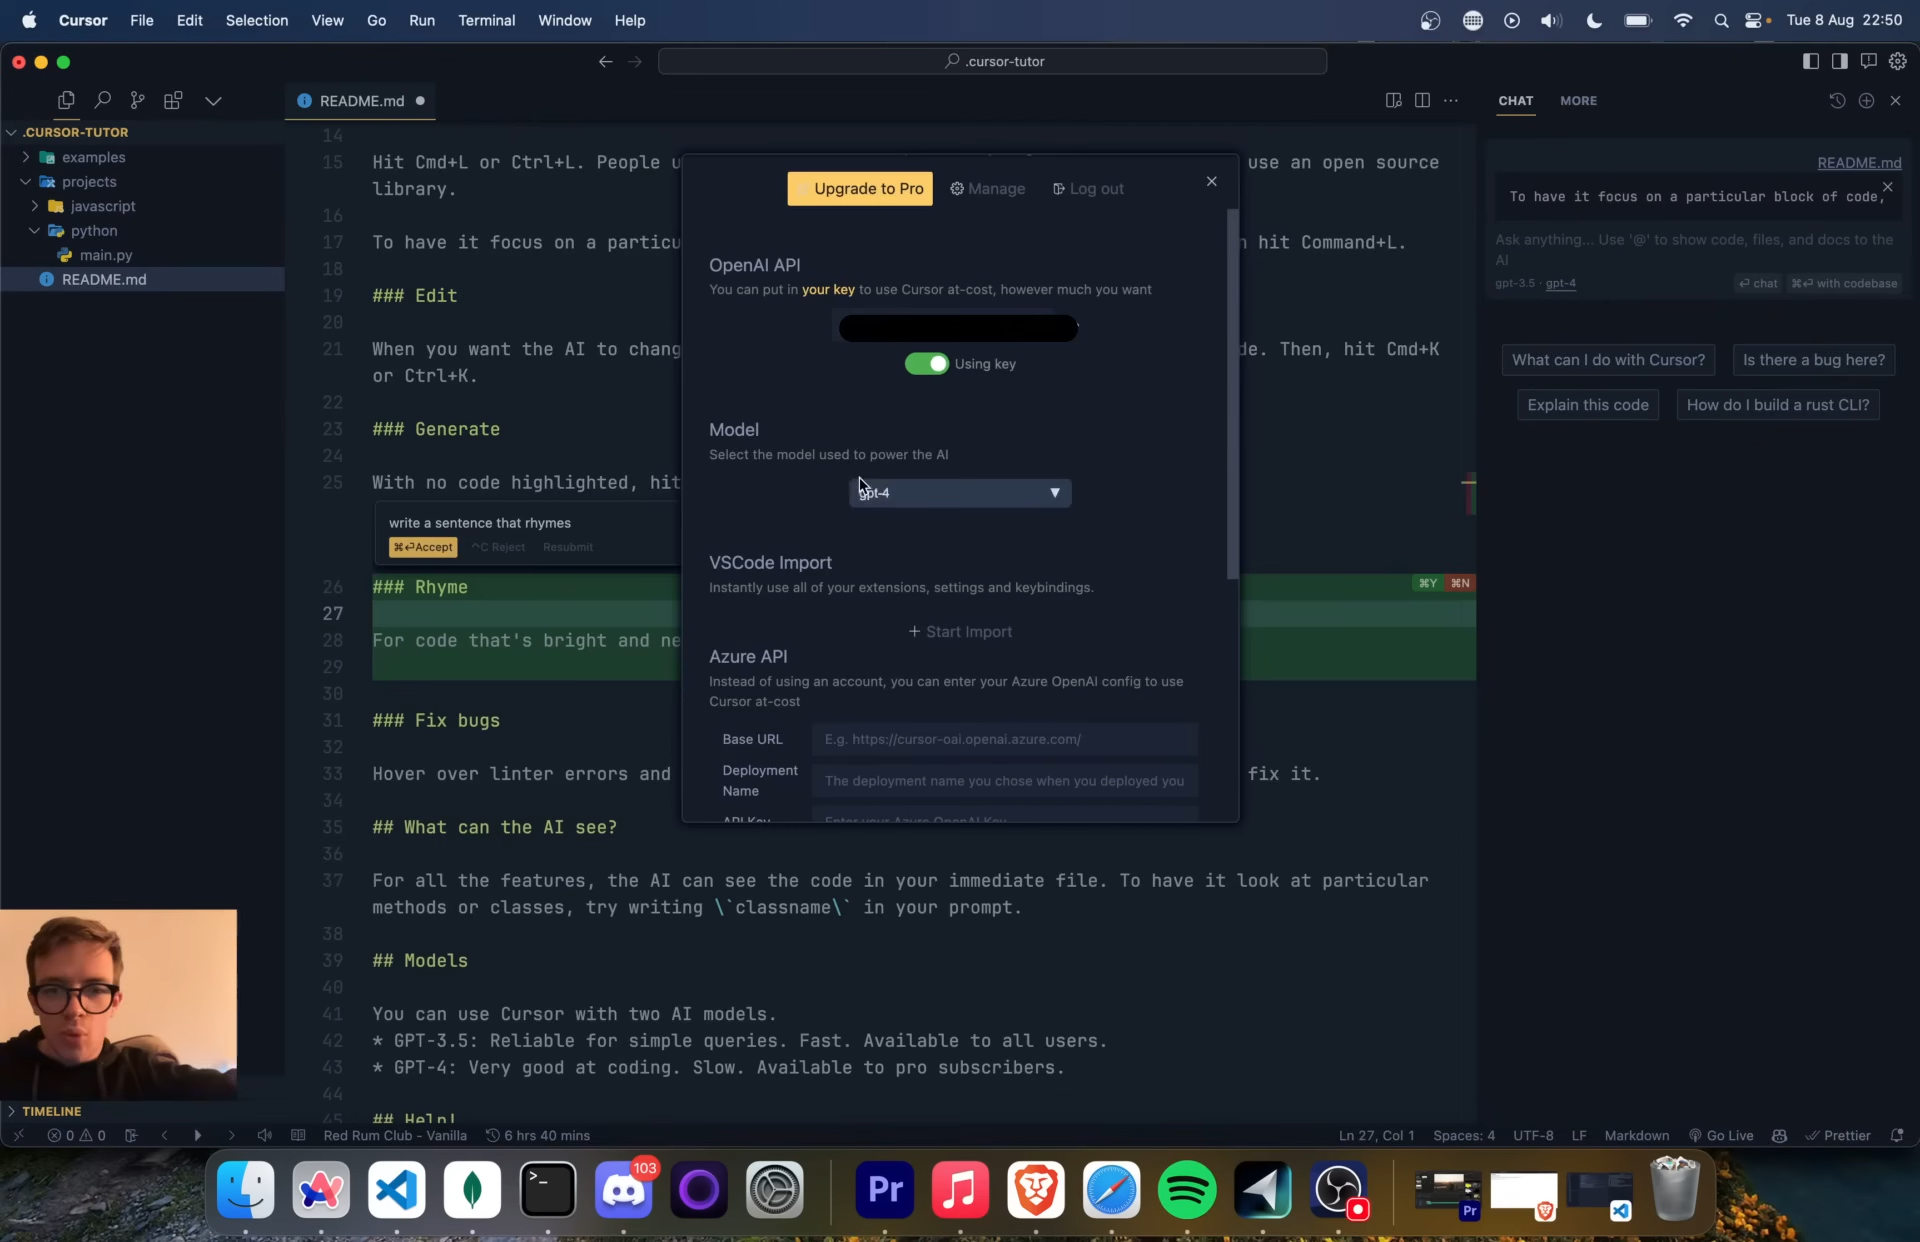 Cursor File Edit Selection View Go Run Terminal Window Help Tue 8 Aug 22:50
.cursor-tutor
README.md
CHAT MORE
.CURSOR-TUTOR
examples
projects
javascript
python
main.py
README.md
14
15 Hit Cmd+L or Ctrl+L. People u use an open source
library.
16
17 To have it focus on a particu hit Command+L.
18
19 ### Edit
20
21 When you want the AI to chang de. Then, hit Cmd+K
or Ctrl+K.
22
23 ### Generate
24
25 With no code highlighted, hit
write a sentence that rhymes
⌘⏎Accept ^C Reject Resubmit
26 ### Rhyme ⌘Y ⌘N
27
28 For code that's bright and ne
29
30
31 ### Fix bugs
32
33 Hover over linter errors and fix it.
34
35 ## What can the AI see?
36
37 For all the features, the AI can see the code in your immediate file. To have it look at particular
methods or classes, try writing \`classname\` in your prompt.
38
39 ## Models
40
41 You can use Cursor with two AI models.
42 * GPT-3.5: Reliable for simple queries. Fast. Available to all users.
43 * GPT-4: Very good at coding. Slow. Available to pro subscribers.
44
45 ## Help!
Upgrade to Pro Manage Log out
OpenAI API
You can put in your key to use Cursor at-cost, however much you want
Using key
Model
Select the model used to power the AI
gpt-4
VSCode Import
Instantly use all of your extensions, settings and keybindings.
+ Start Import
Azure API
Instead of using an account, you can enter your Azure OpenAI config to use
Cursor at-cost
Base URL E.g. https://cursor-oai.openai.azure.com/
Deployment
Name
The deployment name you chose when you deployed you
API Key Enter your Azure OpenAI Key
README.md
To have it focus on a particular block of code,
Ask anything... Use '@' to show code, files, and docs to the
AI
gpt-3.5 · gpt-4 ⏎ chat ⌘⏎ with codebase
What can I do with Cursor? Is there a bug here?
Explain this code How do I build a rust CLI?
TIMELINE
0 0 Red Rum Club - Vanilla 6 hrs 40 mins Ln 27, Col 1 Spaces: 4 UTF-8 LF Markdown Go Live Prettier
103
Pr
Pr